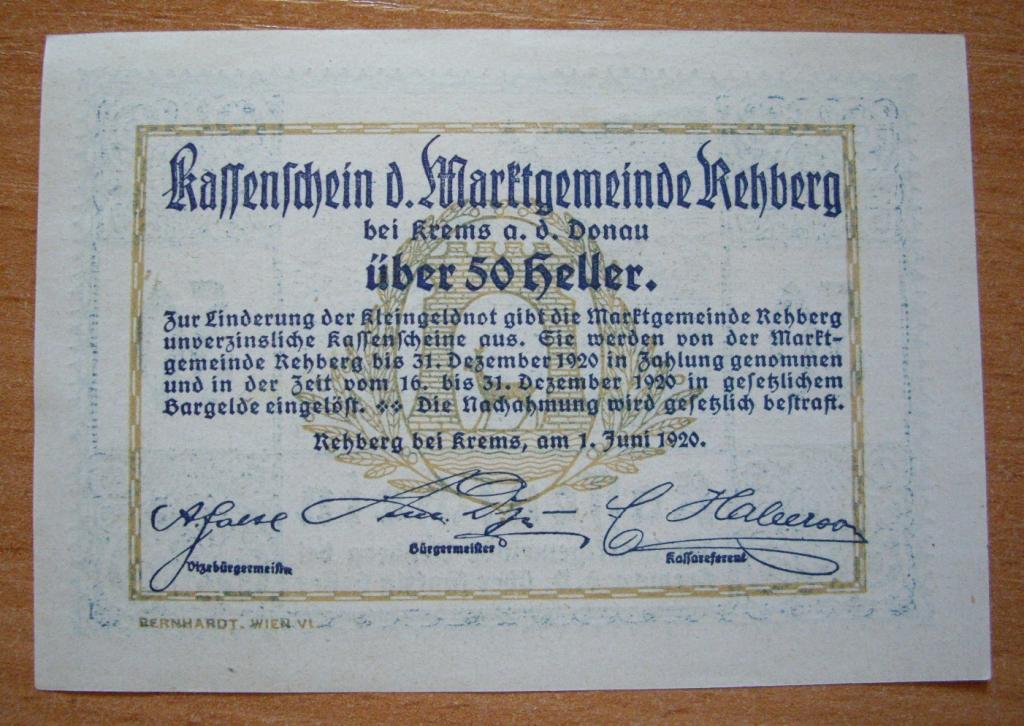 Kassenschein d. Marktgemeinde Rehberg
bei Krems a. d. Donau
über 50 Heller.
Zur Linderung der Kleingeldnot gibt die Marktgemeinde Rehberg
unverzinsliche Kassenscheine aus. Sie werden von der Markt-
gemeinde Rehberg bis 31. Dezember 1920 in Zahlung genommen
und in der Zeit vom 16. bis 31. Dezember 1920 in gesetzlichem
Bargelde eingelöst. Die Nachahmung wird gesetzlich bestraft.
Rehberg bei Krems, am 1. Juni 1920.
Vizebürgermeister
Bürgermeister
Kassareferent
BERNHARDT. WIEN VI.